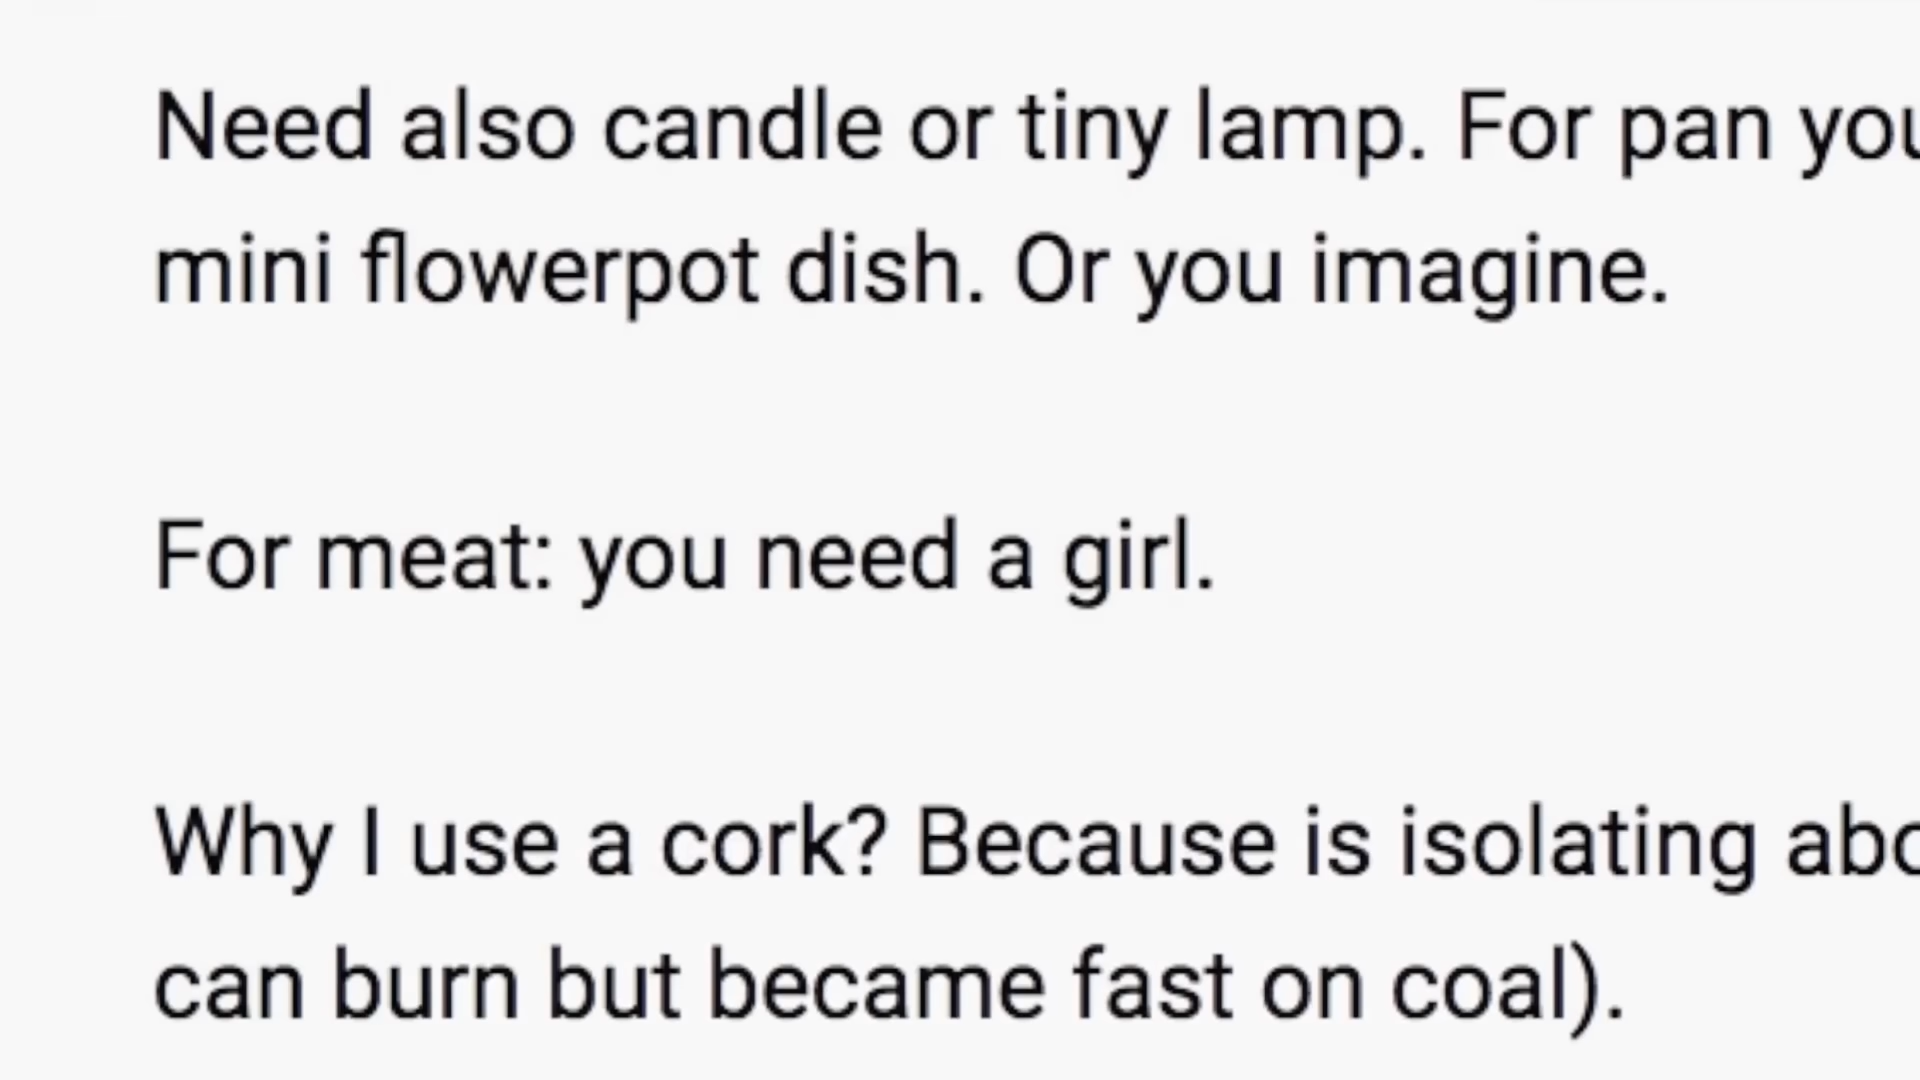 Need also candle or tiny lamp. For pan you
mini flowerpot dish. Or you imagine.
For meat: you need a girl.
Why I use a cork? Because is isolating
can burn but became fast on coal).